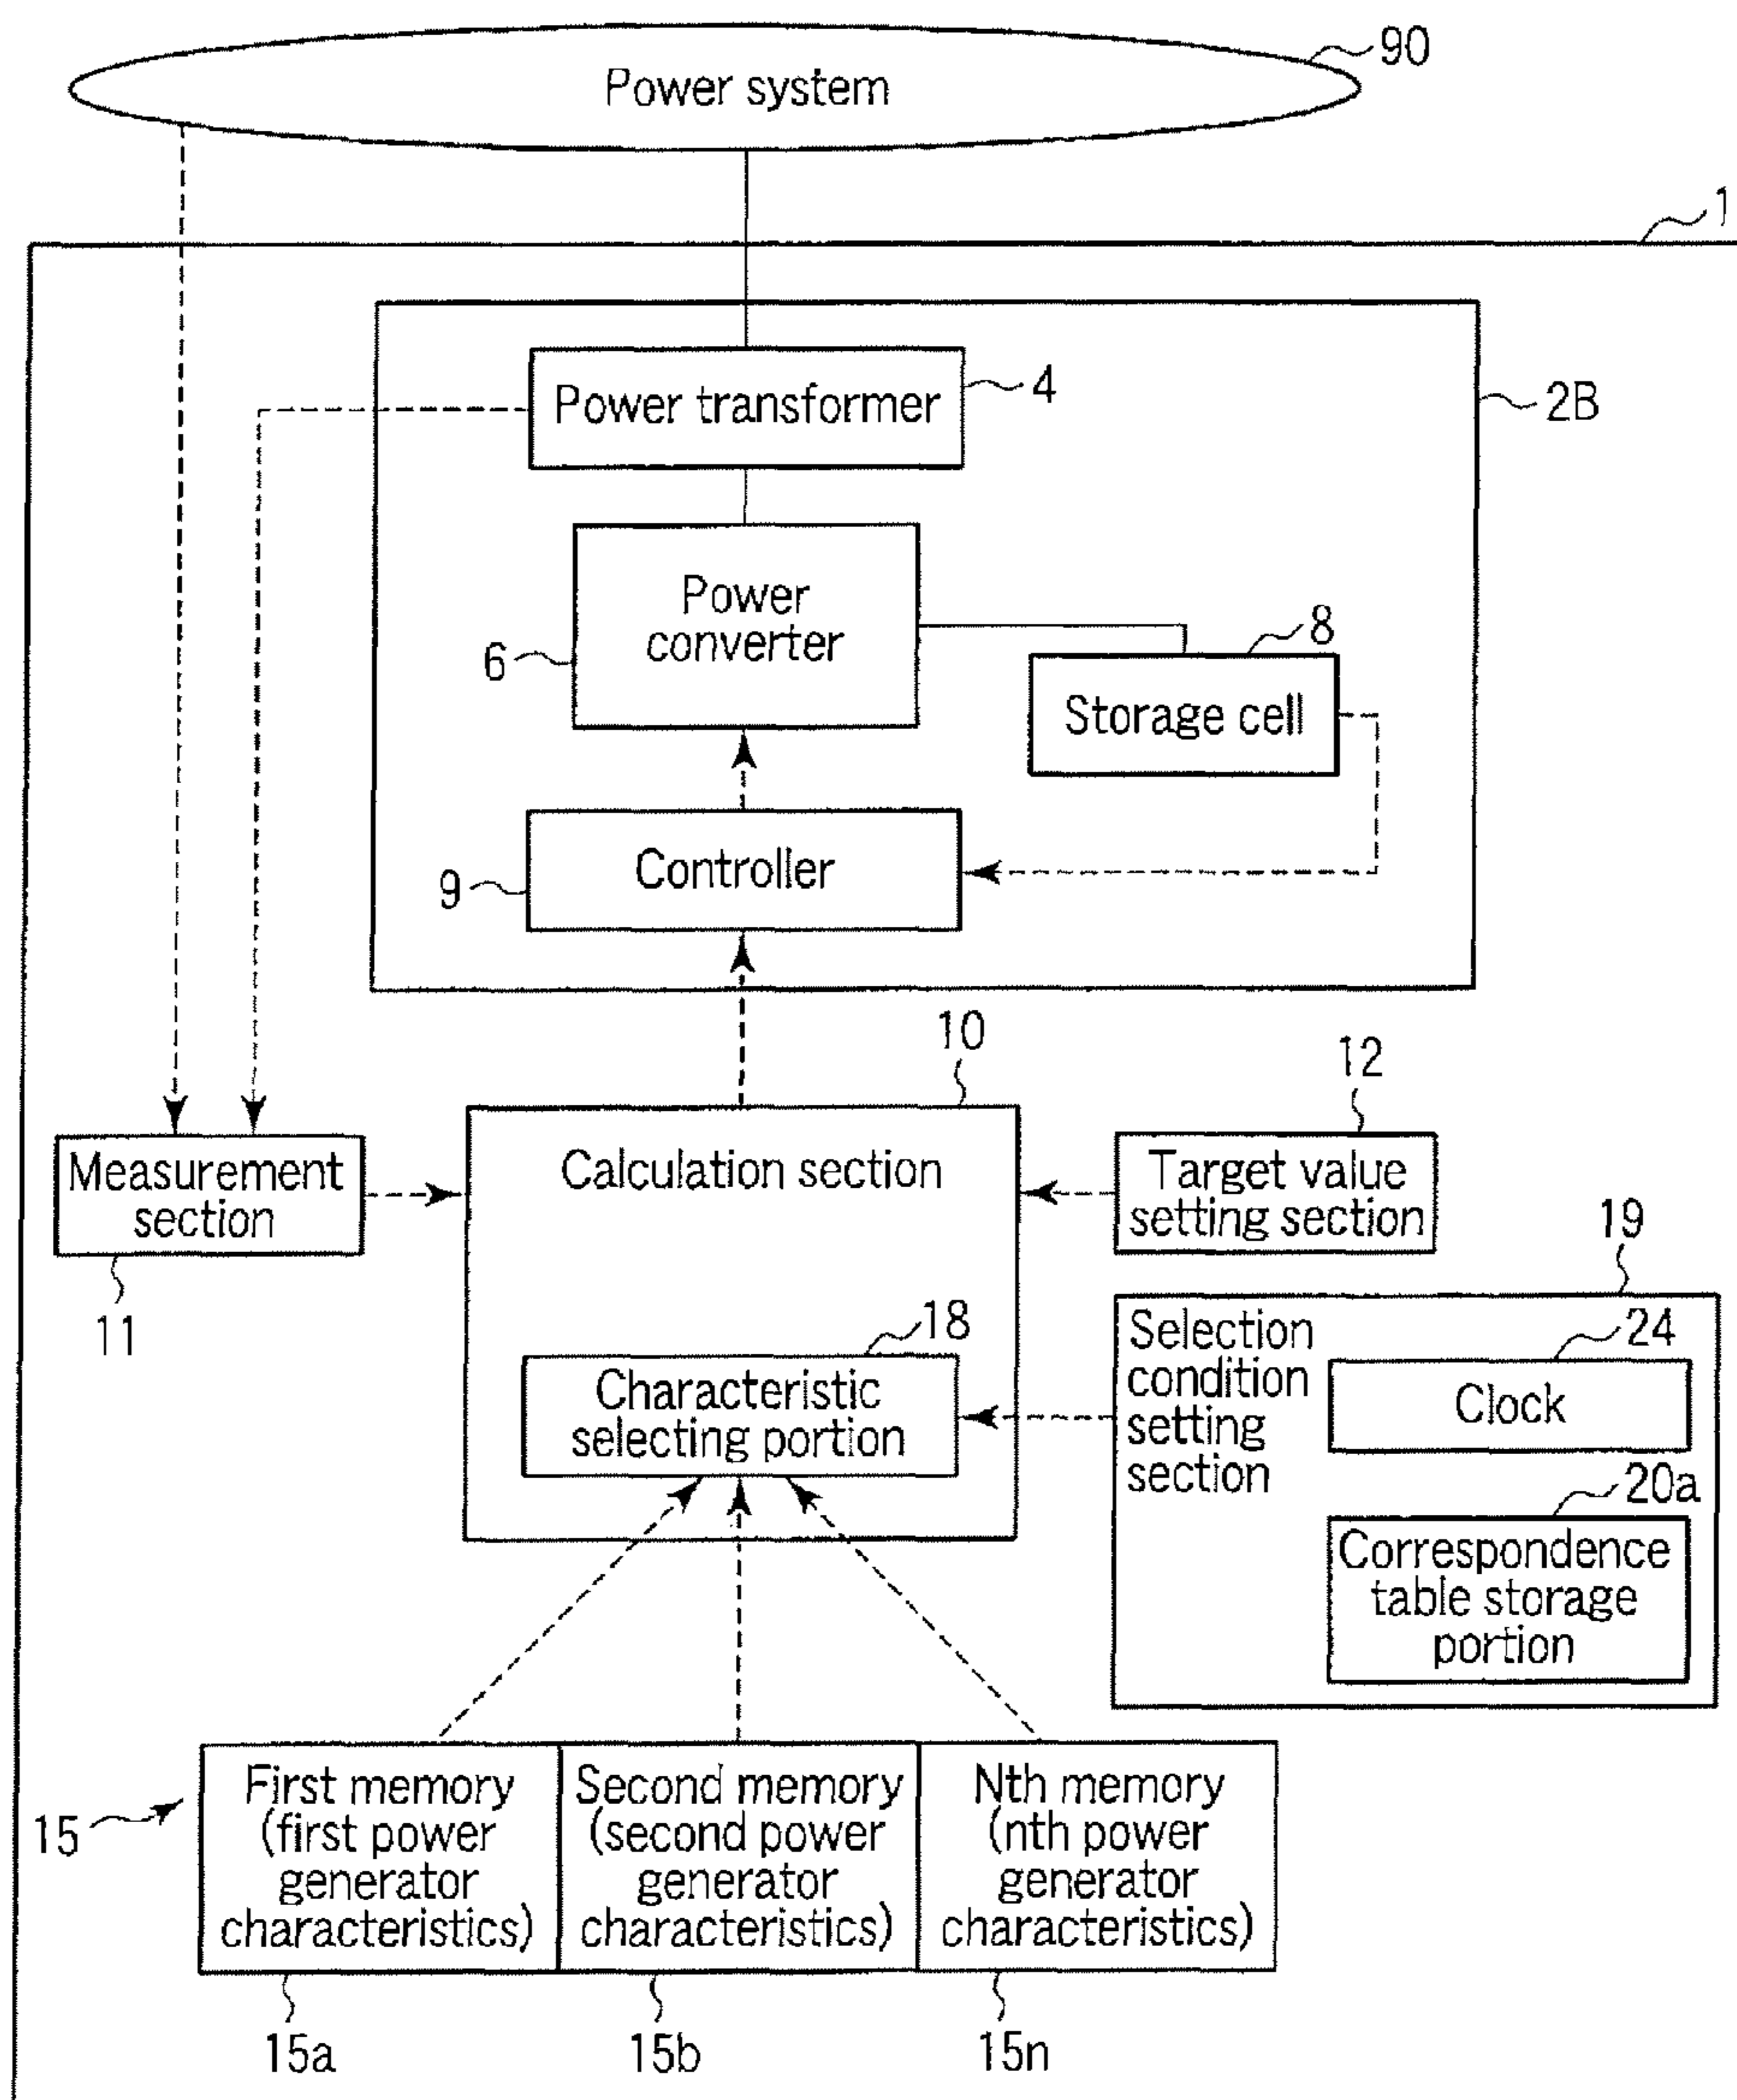 90
Power system
1
Power transformer
4
2B
Power
converter
6
8
Storage cell
Controller
9
10
12
Measurement
section
11
Calculation section
Target value
setting section
19
18
Characteristic
selecting portion
Selection
condition
setting
section
24
Clock
20a
Correspondence
table storage
portion
15
First memory
(first power
generator
characteristics)
Second memory
(second power
generator
characteristics)
Nth memory
(nth power
generator
characteristics)
15a
15b
15n